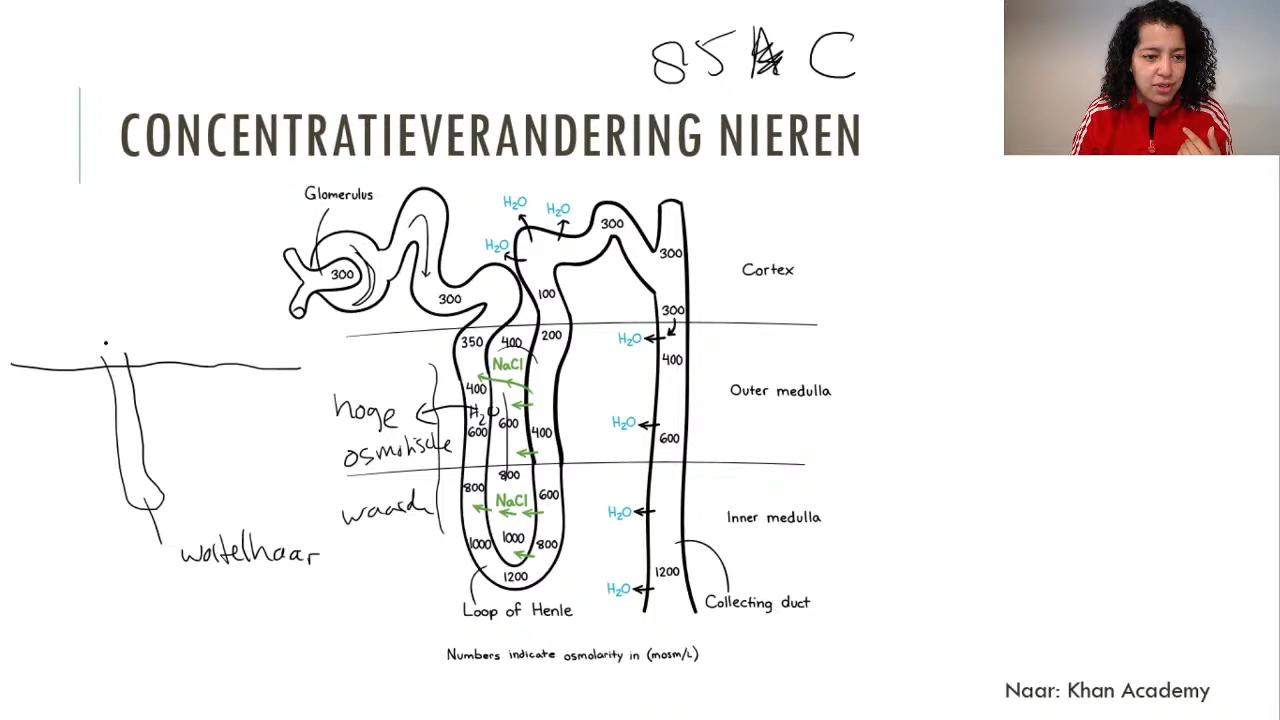 85 C
CONCENTRATIEVERANDERING NIEREN
Glomerulus
H₂O
H₂O
H₂O
300
300
300
300
100
300
Cortex
300
350
400
200
H₂O
NaCl
400
400
Outer medulla
hoge
H₂O
600
600
400
H₂O
600
osmotische
800
800
600
NaCl
waarde
H₂O
Inner medulla
1000
1000
800
wortelhaar
1200
1200
H₂O
Loop of Henle
Collecting duct
Numbers indicate osmolarity in (mosm/L)
Naar: Khan Academy